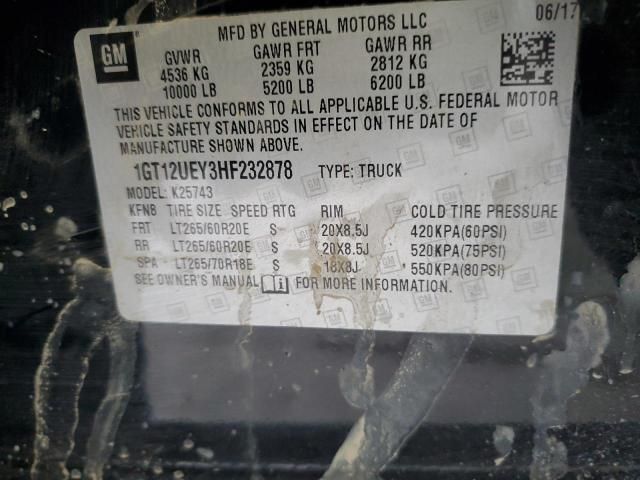 MFD BY GENERAL MOTORS LLC 06/17
GM
GVWR GAWR FRT GAWR RR
4536 KG 2359 KG 2812 KG
10000 LB 5200 LB 6200 LB
THIS VEHICLE CONFORMS TO ALL APPLICABLE U.S. FEDERAL MOTOR
VEHICLE SAFETY STANDARDS IN EFFECT ON THE DATE OF
MANUFACTURE SHOWN ABOVE.
1GT12UEY3HF232878 TYPE: TRUCK
MODEL: K25743
KFN8 TIRE SIZE SPEED RTG RIM COLD TIRE PRESSURE
FRT LT265/60R20E S 20X8.5J 420KPA(60PSI)
RR LT265/60R20E S 20X8.5J 520KPA(75PSI)
SPA LT265/70R18E S 18X8J 550KPA(80PSI)
SEE OWNER'S MANUAL FOR MORE INFORMATION.